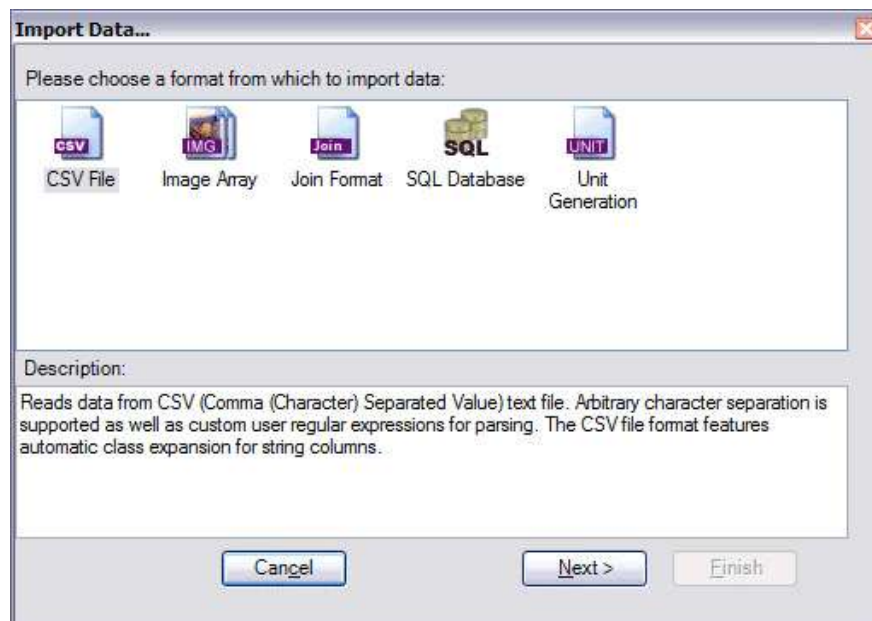 Import Data...
Please choose a format from which to import data:
csv IMG Join SQL UNIT
CSV File Image Array Join Format SQL Database Unit
Generation
Description:
Reads data from CSV (Comma (Character) Separated Value) text file. Arbitrary character separation is
supported as well as custom user regular expressions for parsing. The CSV file format features
automatic class expansion for string columns.
Cancel Next > Finish